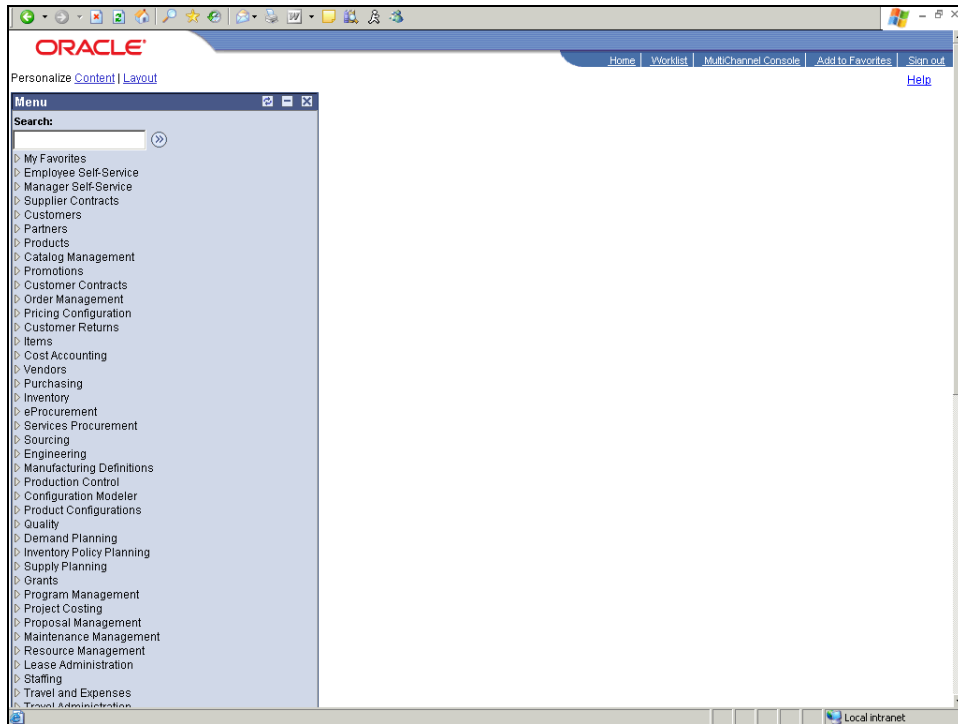 ORACLE
Home | Worklist | MultiChannel Console | Add to Favorites | Sign out
Personalize Content | Layout
Help
Menu
Search:
My Favorites
Employee Self-Service
Manager Self-Service
Supplier Contracts
Customers
Partners
Products
Catalog Management
Promotions
Customer Contracts
Order Management
Pricing Configuration
Customer Returns
Items
Cost Accounting
Vendors
Purchasing
Inventory
eProcurement
Services Procurement
Sourcing
Engineering
Manufacturing Definitions
Production Control
Configuration Modeler
Product Configurations
Quality
Demand Planning
Inventory Policy Planning
Supply Planning
Grants
Program Management
Project Costing
Proposal Management
Maintenance Management
Resource Management
Lease Administration
Staffing
Travel and Expenses
Travel Administration
Local intranet